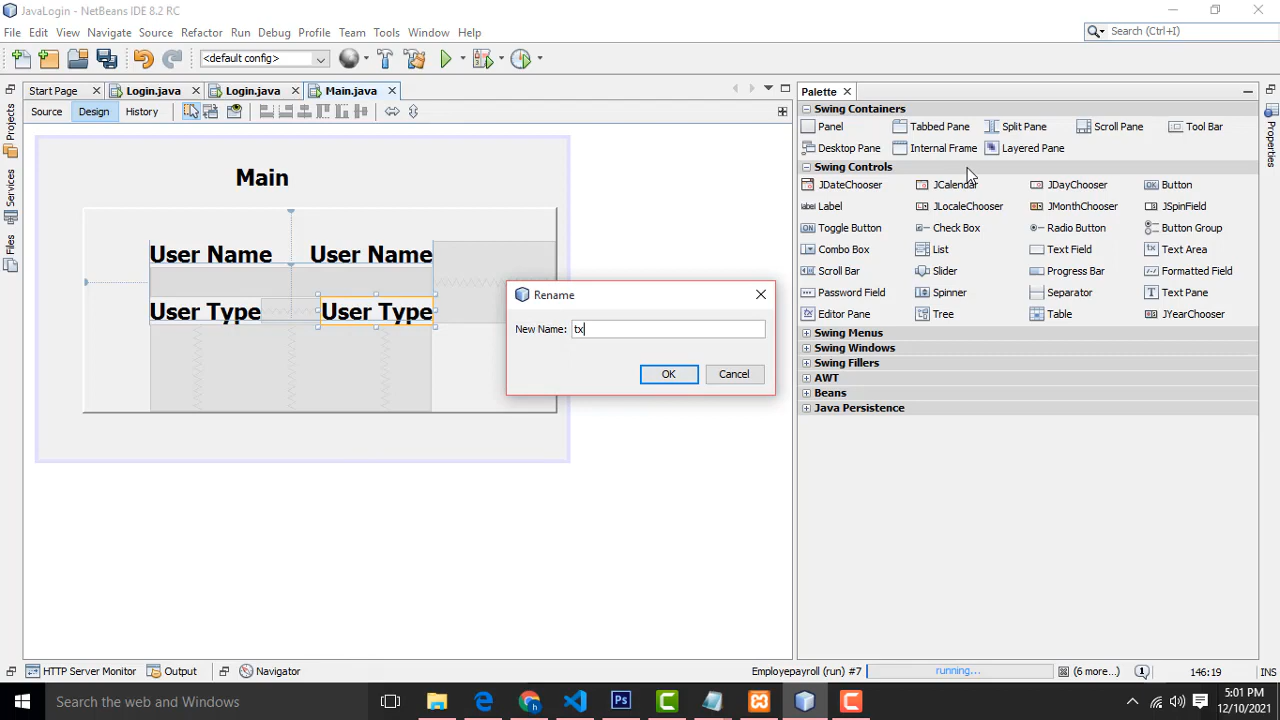 JavaLogin - NetBeans IDE 8.2 RC
File Edit View Navigate Source Refactor Run Debug Profile Team Tools Window Help
Search (Ctrl+I)
<default config>
Start Page Login.java Login.java Main.java
Source Design History
Projects
Services
Files
Main
User Name User Name
User Type User Type
Rename
New Name: tx
OK Cancel
Palette
Swing Containers
Panel Tabbed Pane Split Pane Scroll Pane Tool Bar
Desktop Pane Internal Frame Layered Pane
Swing Controls
JDateChooser JCalendar JDayChooser Button
Label JLocaleChooser JMonthChooser JSpinField
Toggle Button Check Box Radio Button Button Group
Combo Box List Text Field Text Area
Scroll Bar Slider Progress Bar Formatted Field
Password Field Spinner Separator Text Pane
Editor Pane Tree Table JYearChooser
Swing Menus
Swing Windows
Swing Fillers
AWT
Beans
Java Persistence
Properties
HTTP Server Monitor Output Navigator
Employepayroll (run) #7 running... (6 more...) 146:19 INS
Search the web and Windows
5:01 PM
12/10/2021